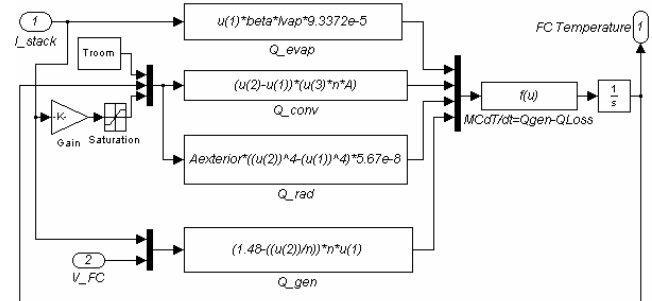 1
I_stack
u(1)*beta*lvap*9.3372e-5
Q_evap
FC Temperature
1
Troom
(u(2)-u(1))*(u(3)*n*A)
Q_conv
-K-
Gain
Saturation
f(u)
MCdT/dt=Qgen-QLoss
1
s
Aexterior*((u(2))^4-(u(1))^4)*5.67e-8
Q_rad
2
V_FC
(1.48-((u(2))/n))*n*u(1)
Q_gen